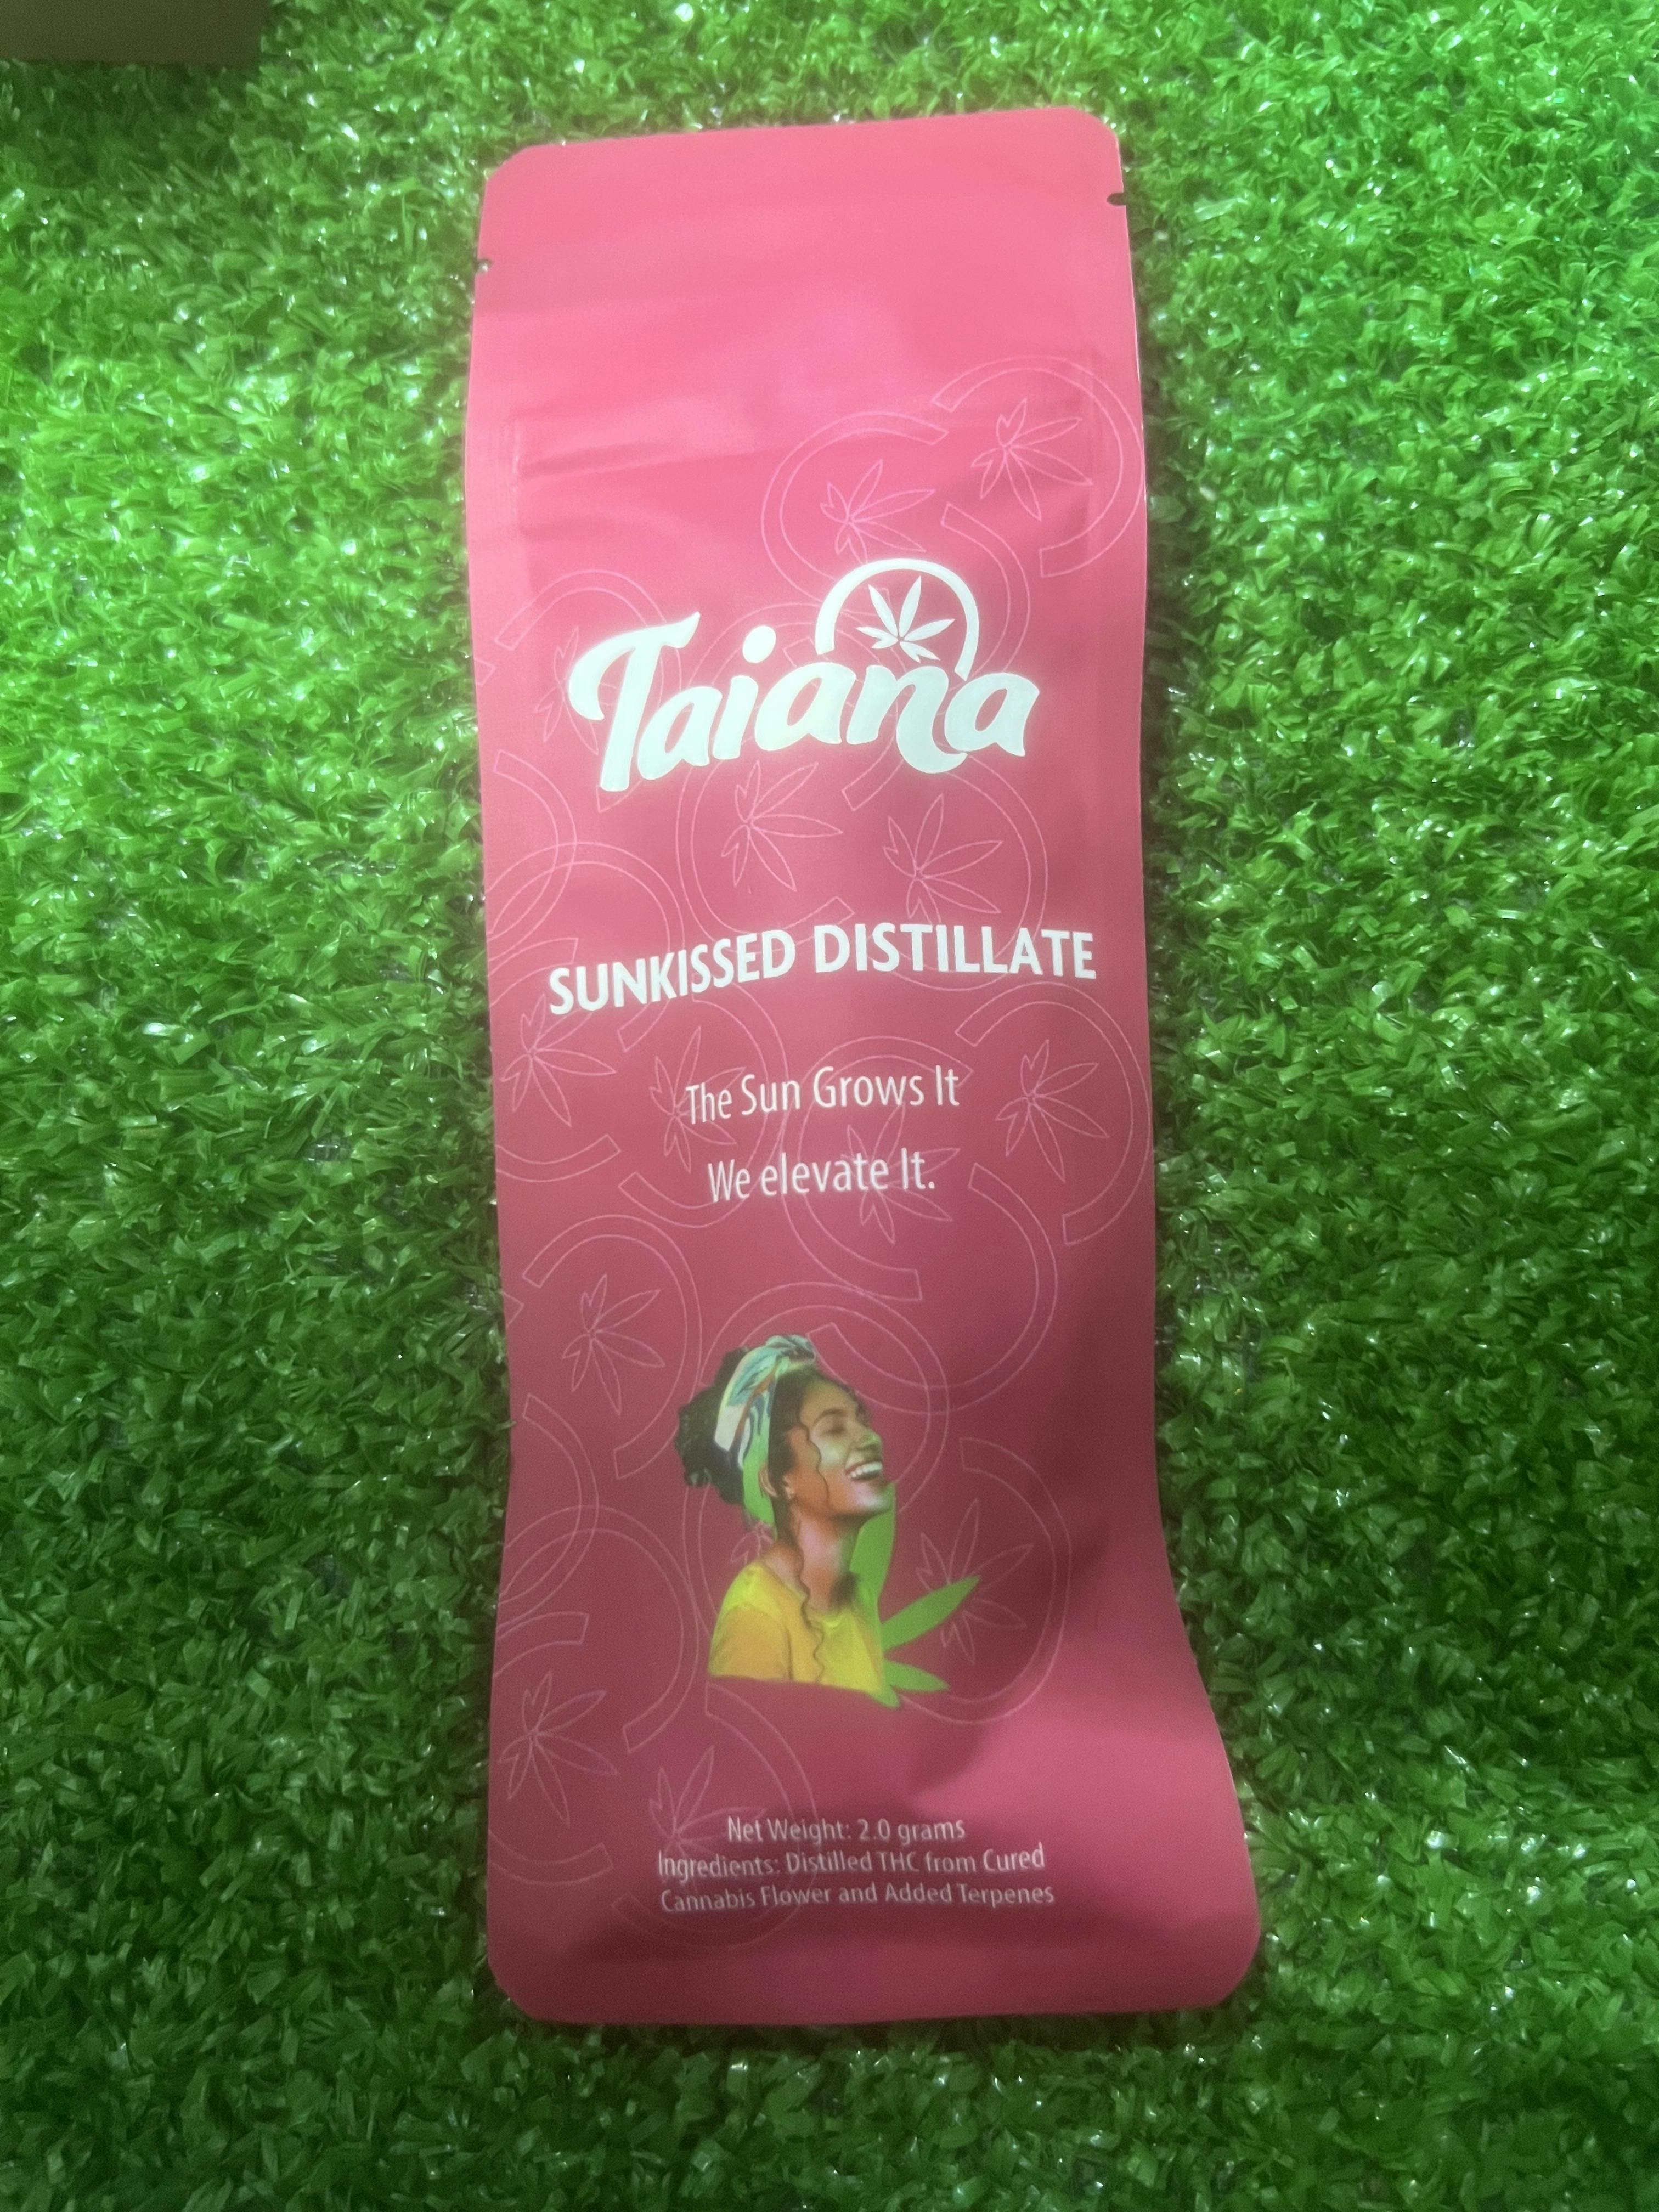 Taiana
SUNKISSED DISTILLATE
The Sun Grows It
We elevate It.
Net Weight: 2.0 grams
Ingredients: Distilled THC from Cured
Cannabis Flower and Added Terpenes